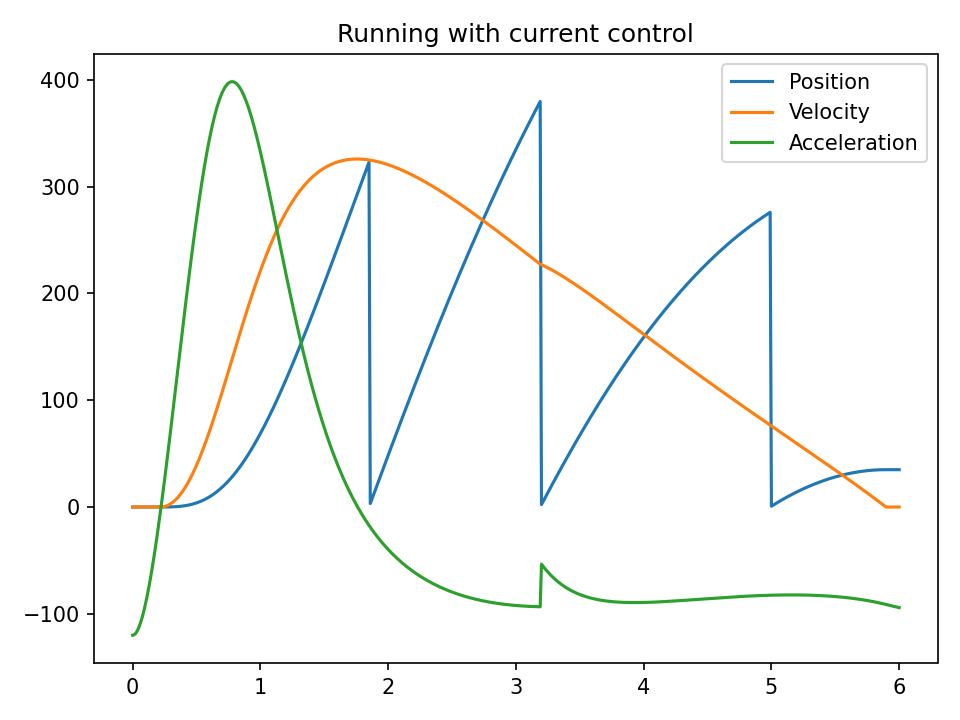 Running with current control
Position
Velocity
Acceleration
400
300
200
100
0
−100
0 1 2 3 4 5 6